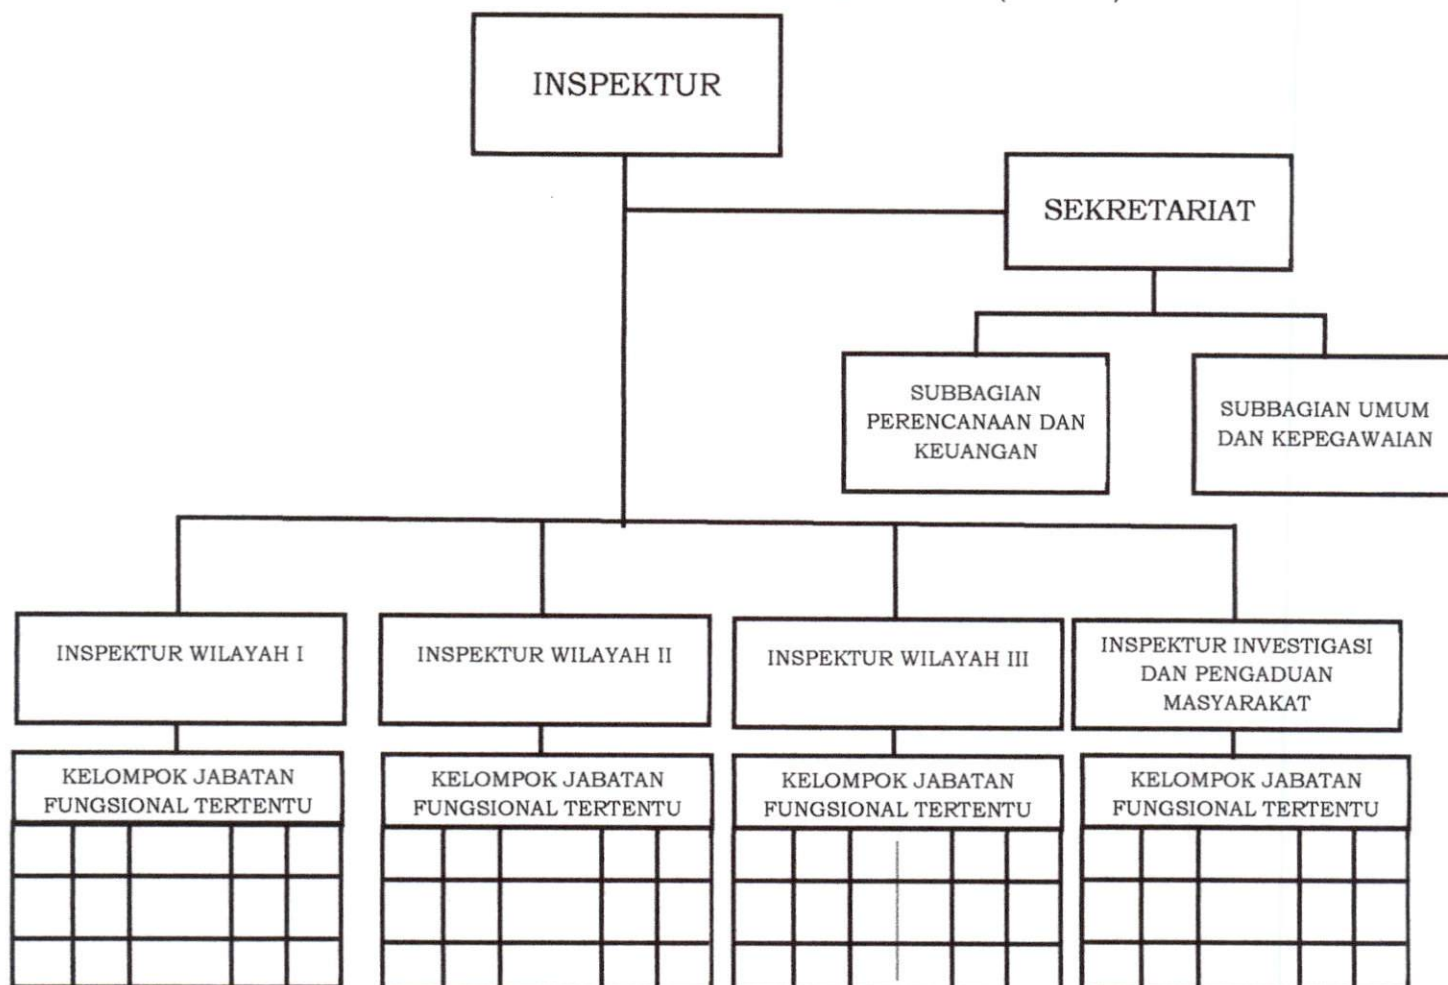 INSPEKTUR
SEKRETARIAT
SUBBAGIAN
PERENCANAAN DAN
KEUANGAN
SUBBAGIAN UMUM
DAN KEPEGAWAIAN
INSPEKTUR WILAYAH I
INSPEKTUR WILAYAH II
INSPEKTUR WILAYAH III
INSPEKTUR INVESTIGASI
DAN PENGADUAN
MASYARAKAT
KELOMPOK JABATAN
FUNGSIONAL TERTENTU
KELOMPOK JABATAN
FUNGSIONAL TERTENTU
KELOMPOK JABATAN
FUNGSIONAL TERTENTU
KELOMPOK JABATAN
FUNGSIONAL TERTENTU